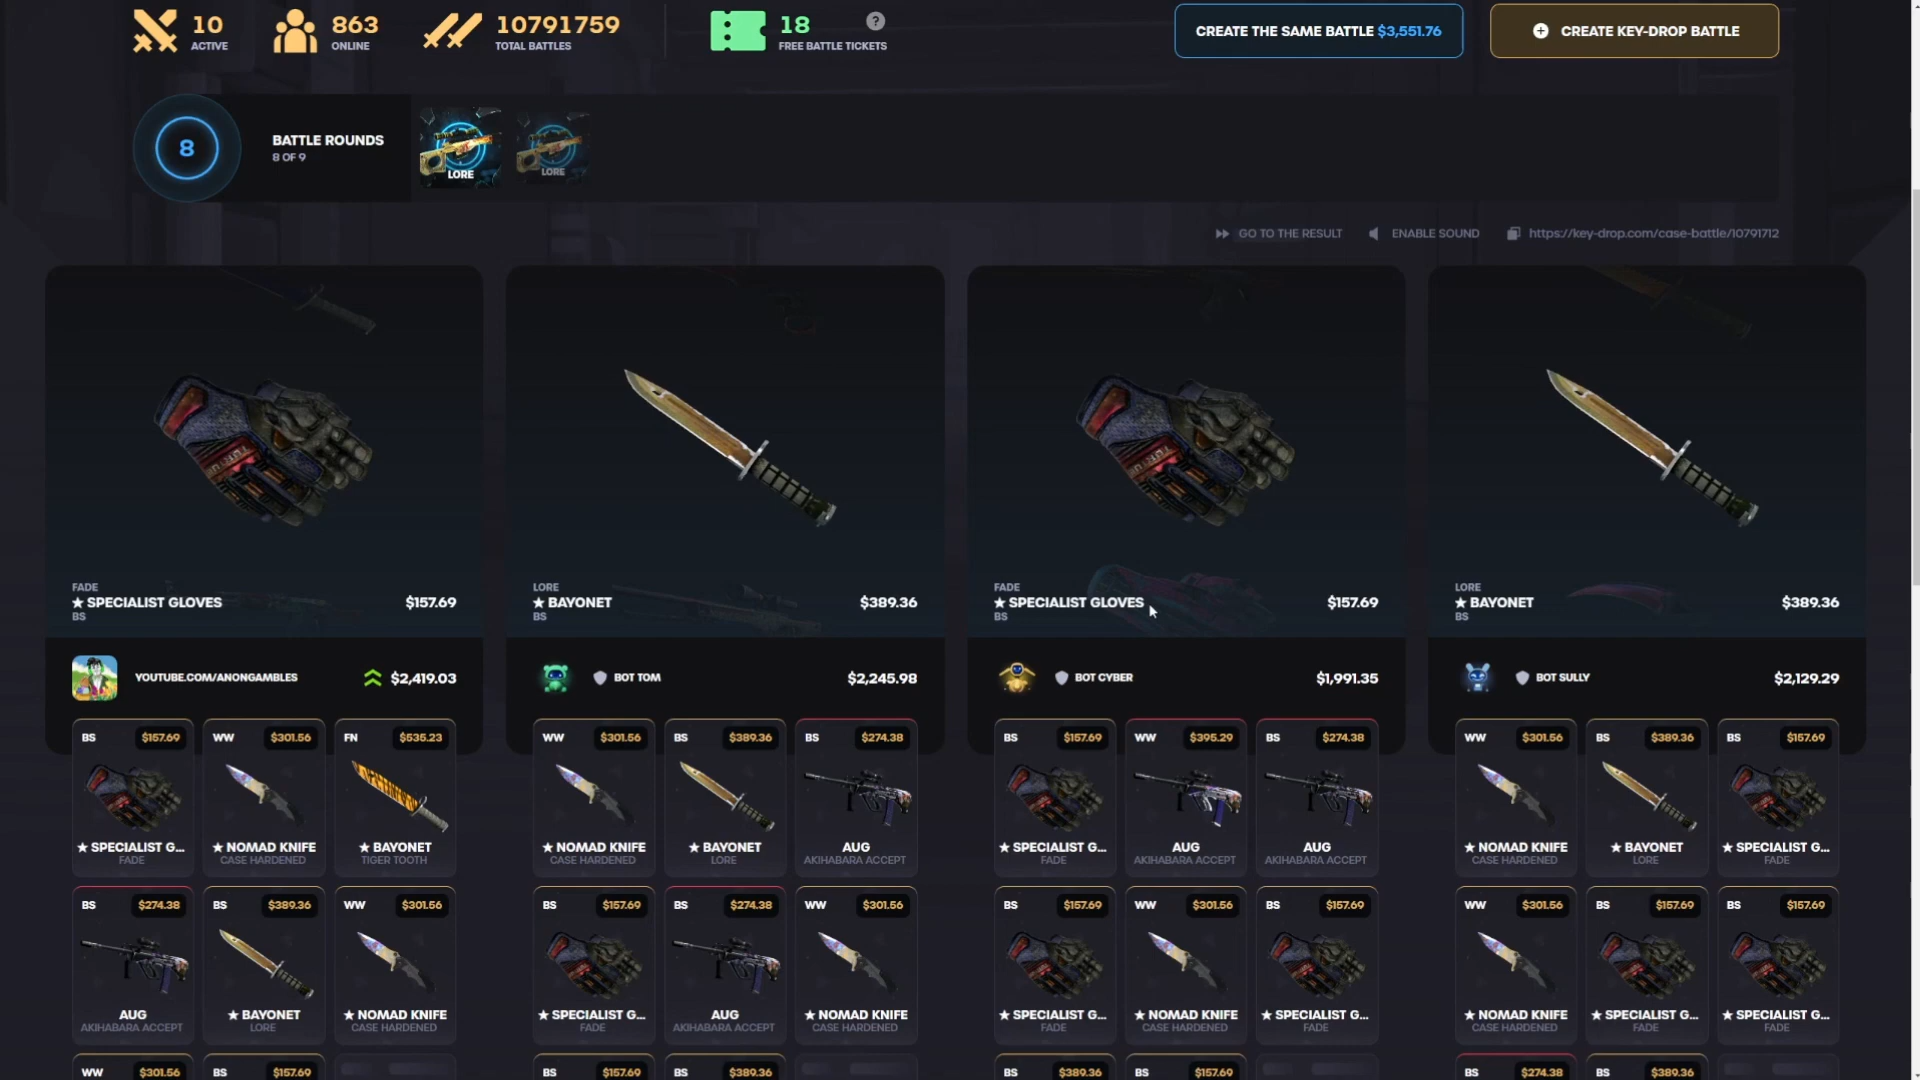 10
ACTIVE
863
ONLINE
10791759
TOTAL BATTLES
18
FREE BATTLE TICKETS
?
CREATE THE SAME BATTLE $3,551.76
CREATE KEY-DROP BATTLE
8
BATTLE ROUNDS
8 OF 9
LORE
LORE
GO TO THE RESULT
ENABLE SOUND
https://key-drop.com/case-battle/10791712
FADE
★ SPECIALIST GLOVES $157.69
BS
LORE
★ BAYONET $389.36
BS
FADE
★ SPECIALIST GLOVES $157.69
BS
LORE
★ BAYONET $389.36
BS
YOUTUBE.COM/ANONGAMBLES $2,419.03
BOT TOM $2,245.98
BOT CYBER $1,991.35
BOT SULLY $2,129.29
BS $157.69 WW $301.56 FN $535.23
★ SPECIALIST G... ★ NOMAD KNIFE ★ BAYONET
FADE CASE HARDENED TIGER TOOTH
WW $301.56 BS $389.36 BS $274.38
★ NOMAD KNIFE ★ BAYONET AUG
CASE HARDENED LORE AKIHABARA ACCEPT
BS $157.69 WW $395.29 BS $274.38
★ SPECIALIST G... AUG AUG
FADE AKIHABARA ACCEPT AKIHABARA ACCEPT
WW $301.56 BS $389.36 BS $157.69
★ NOMAD KNIFE ★ BAYONET ★ SPECIALIST G...
CASE HARDENED LORE FADE
BS $274.38 BS $389.36 WW $301.56
AUG ★ BAYONET ★ NOMAD KNIFE
AKIHABARA ACCEPT LORE CASE HARDENED
BS $157.69 BS $274.38 WW $301.56
★ SPECIALIST G... AUG ★ NOMAD KNIFE
FADE AKIHABARA ACCEPT CASE HARDENED
BS $157.69 WW $301.56 BS $157.69
★ SPECIALIST G... ★ NOMAD KNIFE ★ SPECIALIST G...
FADE CASE HARDENED FADE
WW $301.56 BS $157.69 BS $157.69
★ NOMAD KNIFE ★ SPECIALIST G... ★ SPECIALIST G...
CASE HARDENED FADE FADE
WW $301.56 BS $157.69
BS $157.69 BS $389.36
BS $389.36 BS $157.69
BS $274.38 BS $389.36